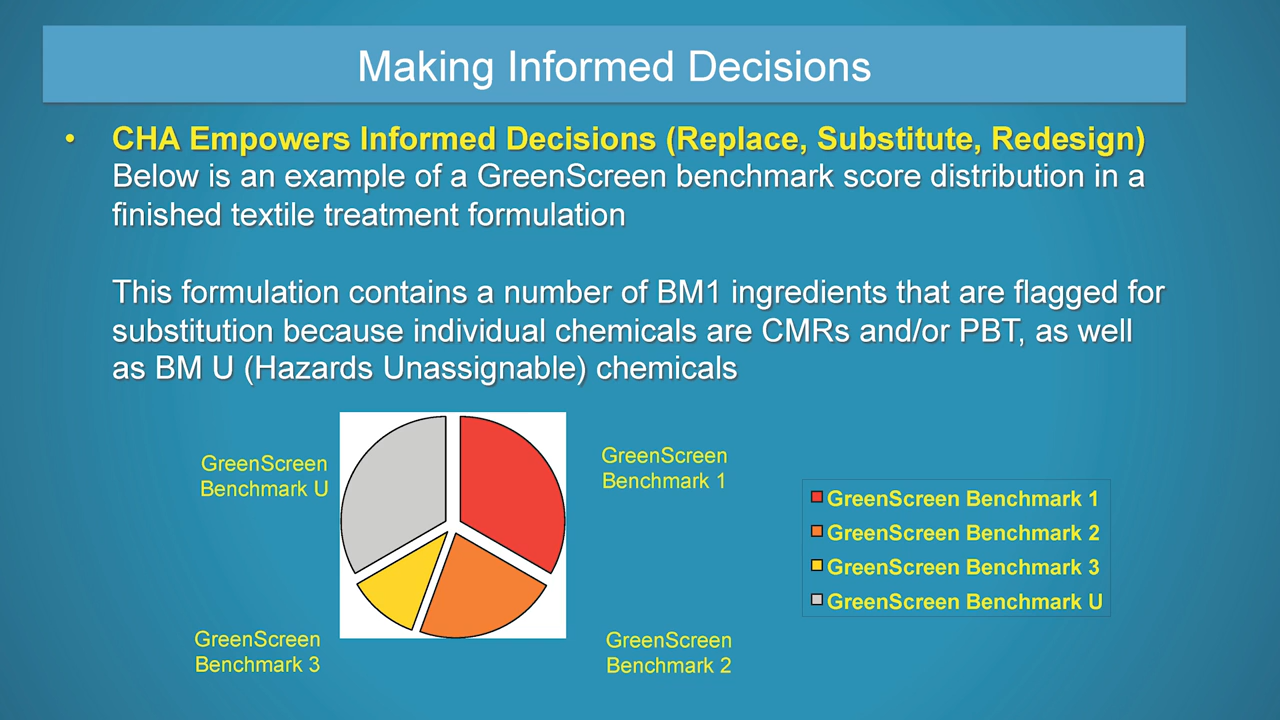 Making Informed Decisions
• CHA Empowers Informed Decisions (Replace, Substitute, Redesign)
Below is an example of a GreenScreen benchmark score distribution in a
finished textile treatment formulation
This formulation contains a number of BM1 ingredients that are flagged for
substitution because individual chemicals are CMRs and/or PBT, as well
as BM U (Hazards Unassignable) chemicals
GreenScreen
Benchmark U
GreenScreen
Benchmark 1
GreenScreen
Benchmark 3
GreenScreen
Benchmark 2
GreenScreen Benchmark 1
GreenScreen Benchmark 2
GreenScreen Benchmark 3
GreenScreen Benchmark U